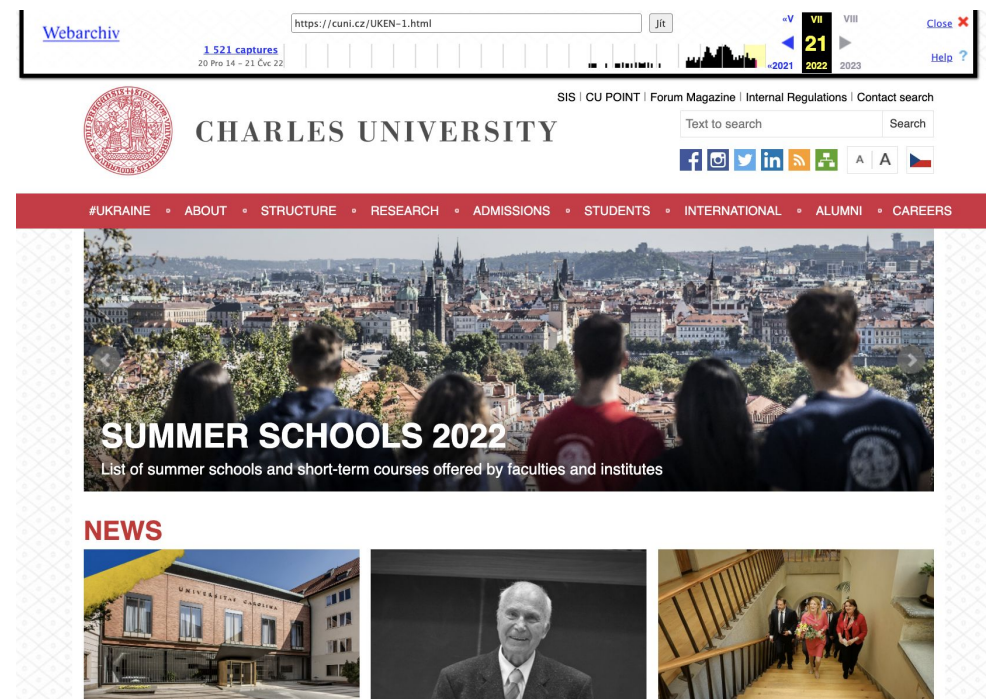 Webarchiv
https://cuni.cz/UKEN-1.html
Jít
«V VII VIII
Close
1 521 captures
20 Pro 14 – 21 Čvc 22
21
«2021 2022 2023
Help ?
SIS | CU POINT | Forum Magazine | Internal Regulations | Contact search
CHARLES UNIVERSITY
Text to search Search
A | A
#UKRAINE ABOUT STRUCTURE RESEARCH ADMISSIONS STUDENTS INTERNATIONAL ALUMNI CAREERS
SUMMER SCHOOLS 2022
List of summer schools and short-term courses offered by faculties and institutes
NEWS
UNIVERSITAS CAROLINA